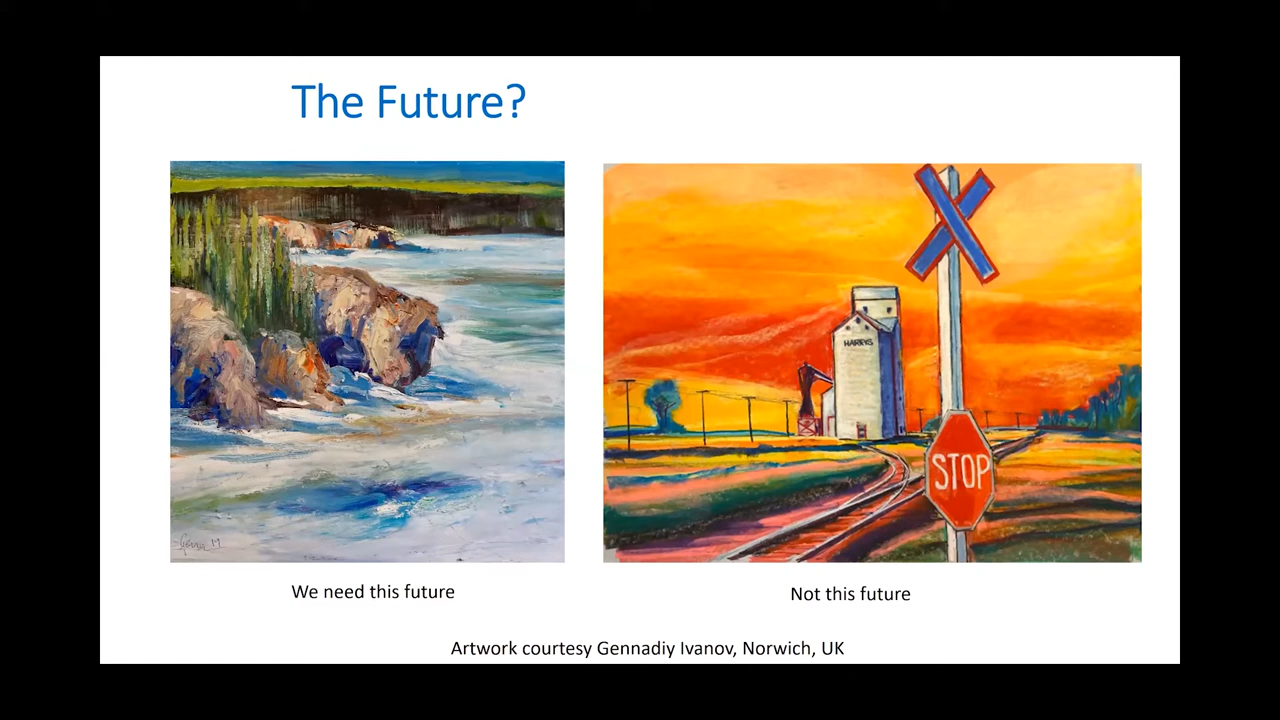 The Future?
HARRYS
STOP
We need this future
Not this future
Artwork courtesy Gennadiy Ivanov, Norwich, UK